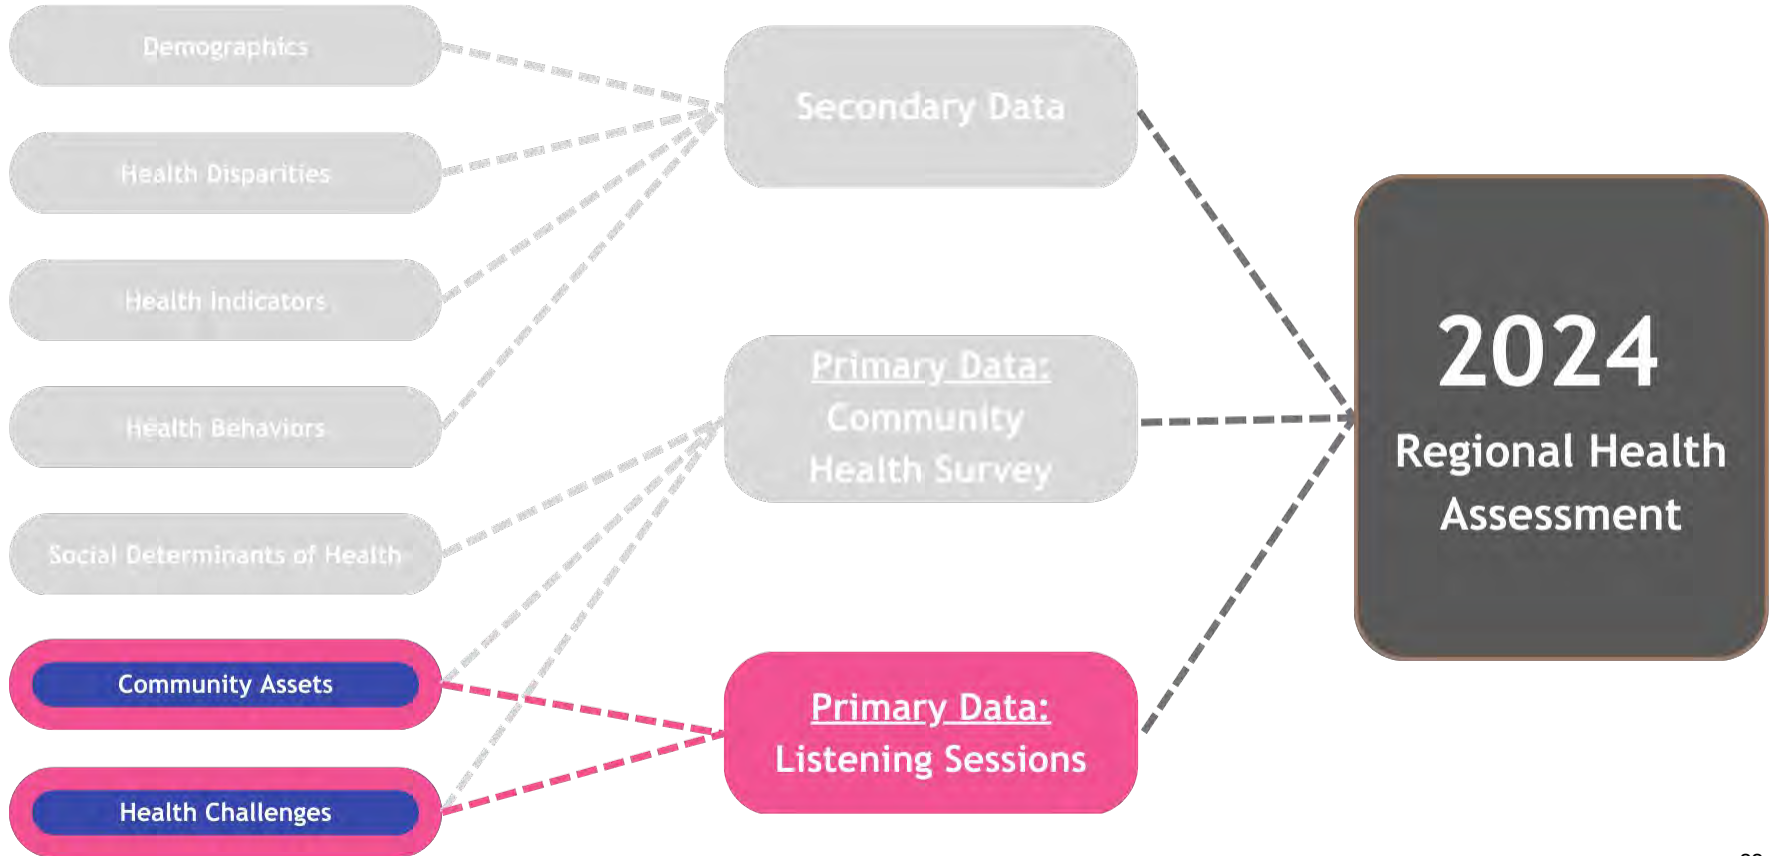 Demographics
Health Disparities
Health Indicators
Health Behaviors
Social Determinants of Health
Community Assets
Health Challenges
Secondary Data
Primary Data:
Community
Health Survey
Primary Data:
Listening Sessions
2024
Regional Health
Assessment